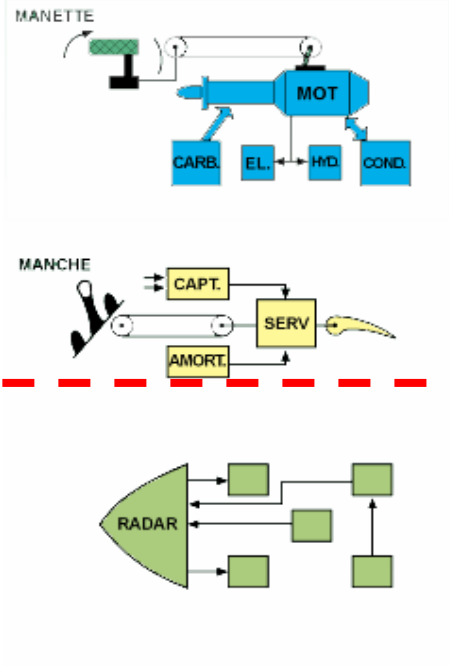 MANETTE
MOT
CARB.
EL.
HYD.
COND.
MANCHE
CAPT.
SERV
AMORT.
RADAR